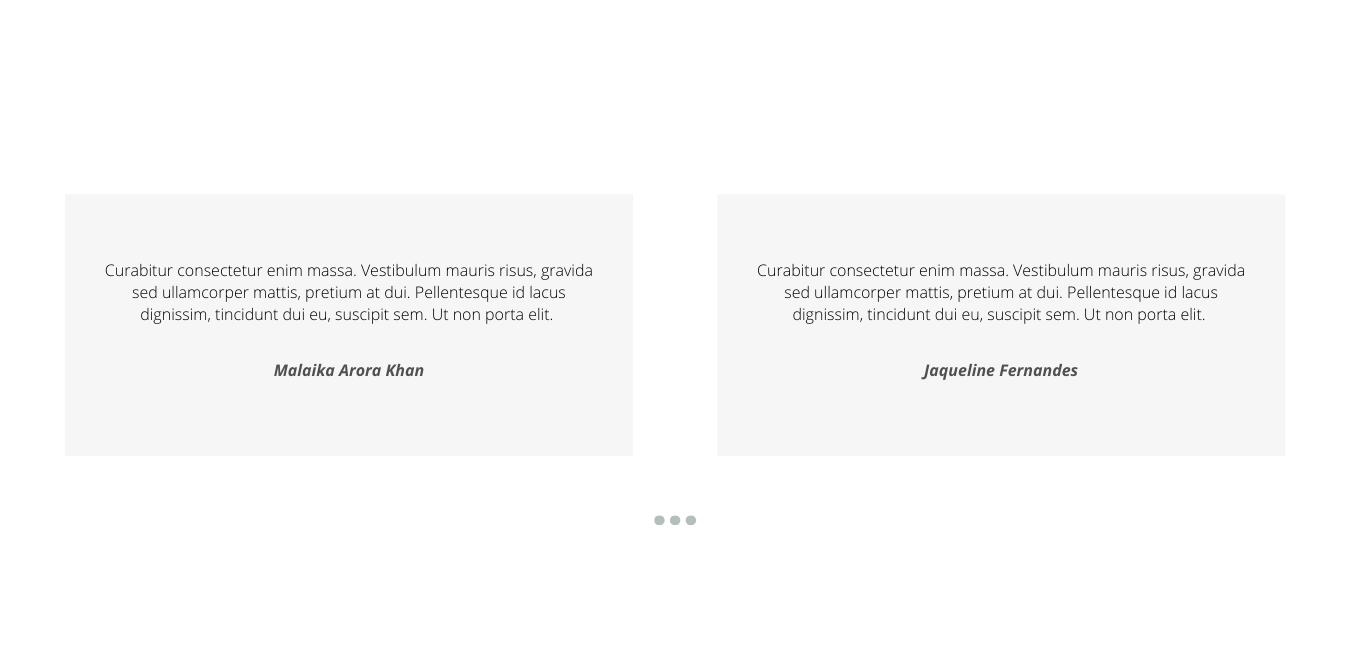 Curabitur consectetur enim massa. Vestibulum mauris risus, gravida
sed ullamcorper mattis, pretium at dui. Pellentesque id lacus
dignissim, tincidunt dui eu, suscipit sem. Ut non porta elit.
Malaika Arora Khan
Curabitur consectetur enim massa. Vestibulum mauris risus, gravida
sed ullamcorper mattis, pretium at dui. Pellentesque id lacus
dignissim, tincidunt dui eu, suscipit sem. Ut non porta elit.
Jaqueline Fernandes